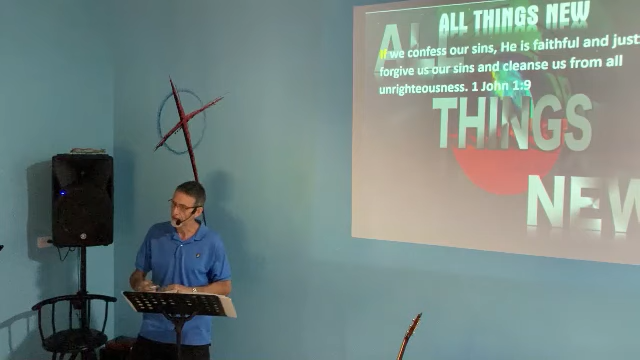 ALL THINGS NEW
If we confess our sins, He is faithful and just
forgive us our sins and cleanse us from all
unrighteousness. 1 John 1:9
ALL
THINGS
NEW